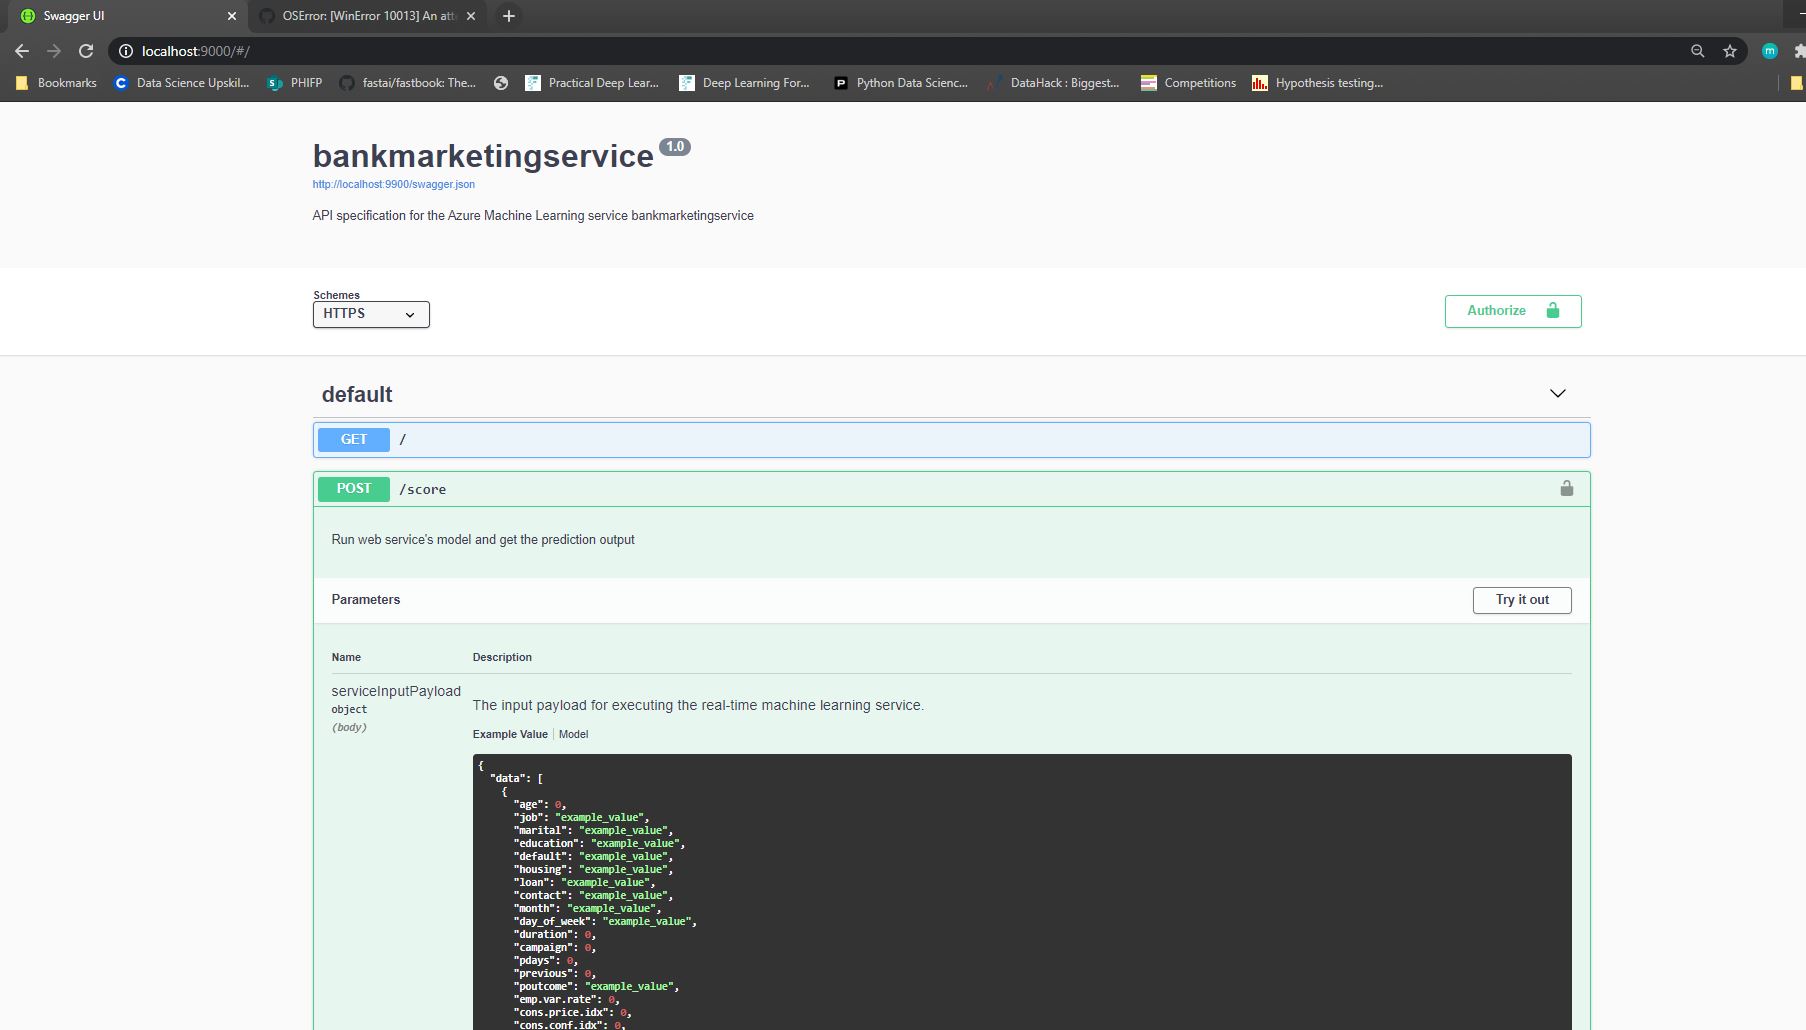 Swagger UI
OSError: [WinError 10013] An att
localhost:9000/#/
m
Bookmarks
Data Science Upskil...
PHIFP
fastai/fastbook: The...
Practical Deep Lear...
Deep Learning For...
Python Data Scienc...
DataHack : Biggest...
Competitions
Hypothesis testing...
bankmarketingservice 1.0
http://localhost:9900/swagger.json
API specification for the Azure Machine Learning service bankmarketingservice
Schemes
HTTPS
Authorize
default
GET /
POST /score
Run web service's model and get the prediction output
Parameters
Try it out
Name Description
serviceInputPayload
object
(body)
The input payload for executing the real-time machine learning service.
Example Value | Model
{
"data": [
{
"age": 0,
"job": "example_value",
"marital": "example_value",
"education": "example_value",
"default": "example_value",
"housing": "example_value",
"loan": "example_value",
"contact": "example_value",
"month": "example_value",
"day_of_week": "example_value",
"duration": 0,
"campaign": 0,
"pdays": 0,
"previous": 0,
"poutcome": "example_value",
"emp.var.rate": 0,
"cons.price.idx": 0,
"cons.conf.idx": 0,